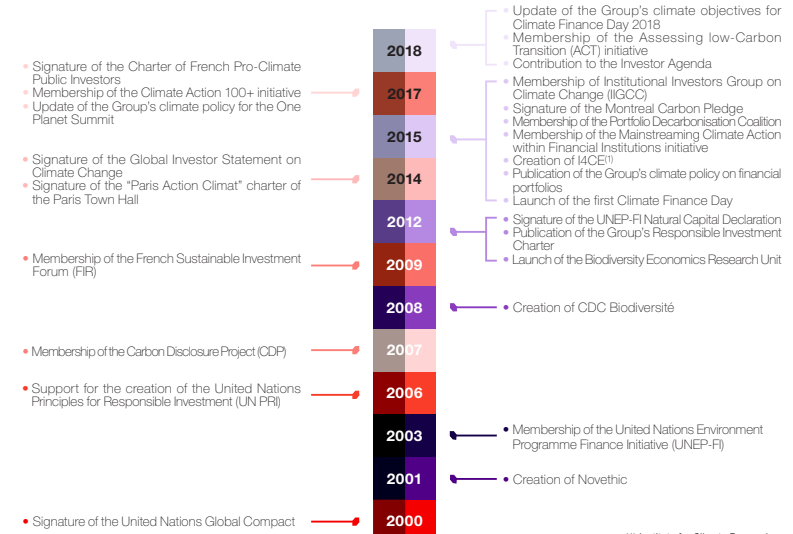 • Update of the Group's climate objectives for
Climate Finance Day 2018
• Membership of the Assessing low-Carbon
Transition (ACT) initiative
• Contribution to the Investor Agenda
2018
• Signature of the Charter of French Pro-Climate
Public Investors
• Membership of the Climate Action 100+ initiative
• Update of the Group's climate policy for the One
Planet Summit
2017
• Membership of Institutional Investors Group on
Climate Change (IIGCC)
• Signature of the Montreal Carbon Pledge
• Membership of the Portfolio Decarbonisation Coalition
• Membership of the Mainstreaming Climate Action
within Financial Institutions initiative
• Creation of I4CE(1)
• Publication of the Group's climate policy on financial
portfolios
• Launch of the first Climate Finance Day
2015
• Signature of the Global Investor Statement on
Climate Change
• Signature of the “Paris Action Climat” charter of
the Paris Town Hall
2014
2012
• Signature of the UNEP-FI Natural Capital Declaration
• Publication of the Group's Responsible Investment
Charter
• Launch of the Biodiversity Economics Research Unit
• Membership of the French Sustainable Investment
Forum (FIR)
2009
2008
• Creation of CDC Biodiversité
• Membership of the Carbon Disclosure Project (CDP)
2007
• Support for the creation of the United Nations
Principles for Responsible Investment (UN PRI)
2006
2003
• Membership of the United Nations Environment
Programme Finance Initiative (UNEP-FI)
2001
• Creation of Novethic
• Signature of the United Nations Global Compact
2000